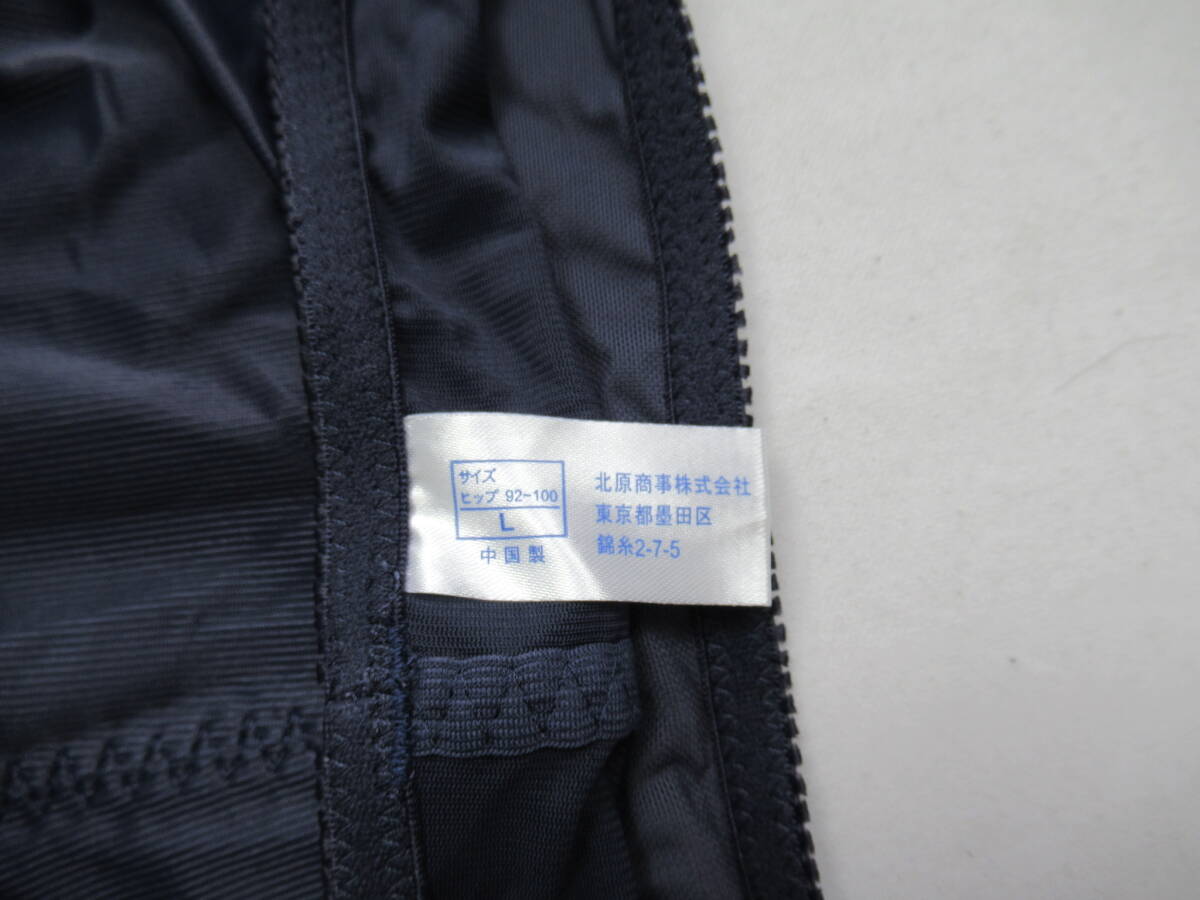 サイズ
ヒップ 92-100
L
中国製
北原商事株式会社
東京都墨田区
錦糸2-7-5